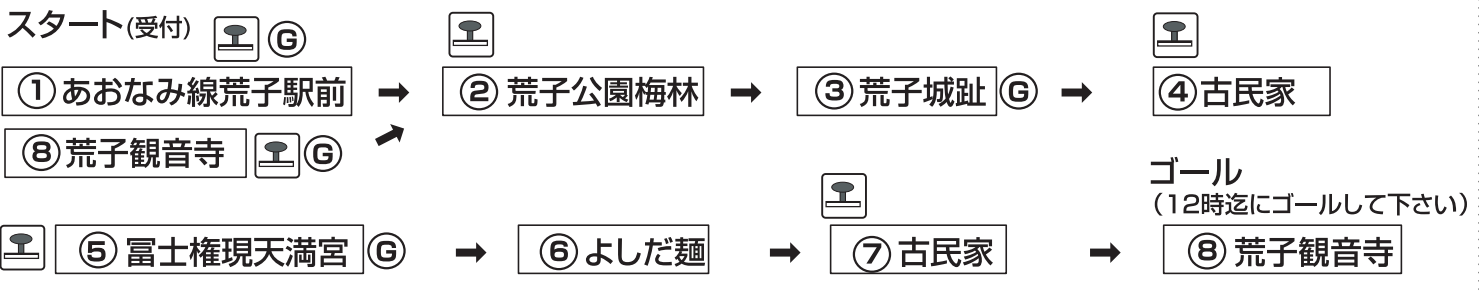 スタート(受付) G
①あおなみ線荒子駅前 → ②荒子公園梅林 → ③荒子城趾 G → ④古民家
⑧荒子観音寺 G
ゴール
(12時迄にゴールして下さい)
⑤冨士権現天満宮 G → ⑥よしだ麺 → ⑦古民家 → ⑧荒子観音寺